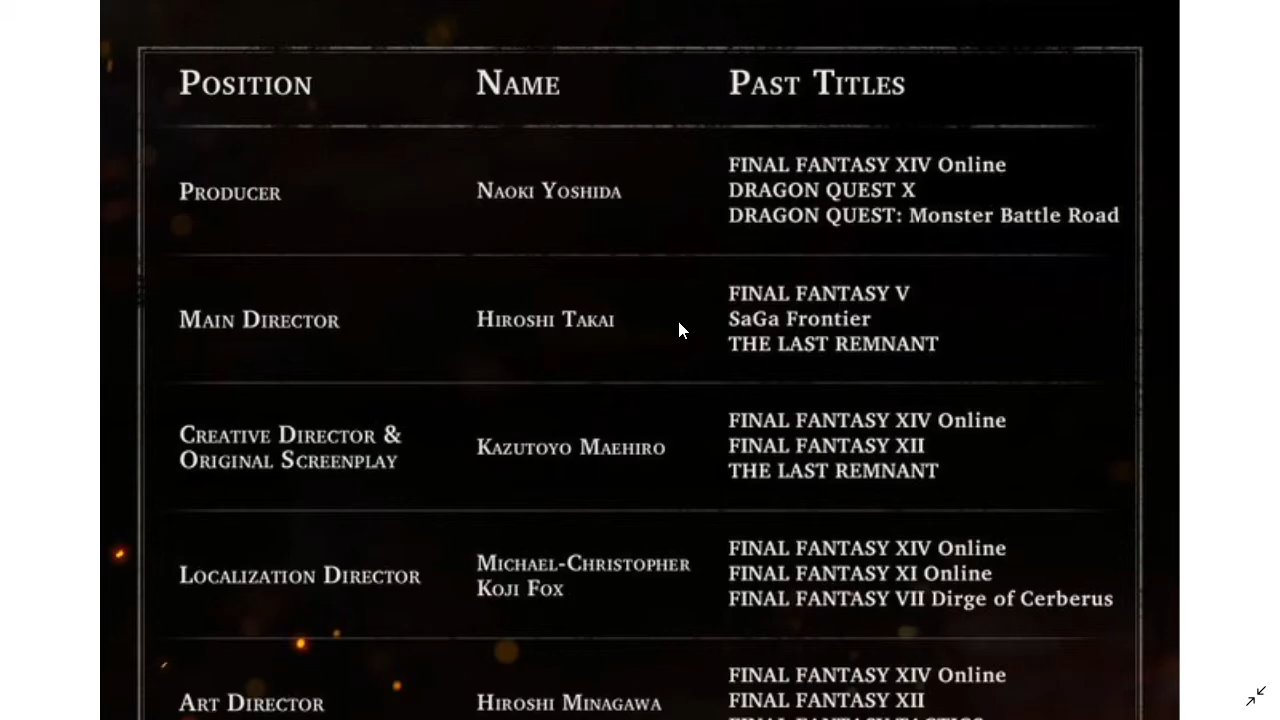 POSITION NAME PAST TITLES
FINAL FANTASY XIV Online
PRODUCER NAOKI YOSHIDA DRAGON QUEST X
DRAGON QUEST: Monster Battle Road
FINAL FANTASY V
MAIN DIRECTOR HIROSHI TAKAI SaGa Frontier
THE LAST REMNANT
CREATIVE DIRECTOR &
ORIGINAL SCREENPLAY
KAZUTOYO MAEHIRO
FINAL FANTASY XIV Online
FINAL FANTASY XII
THE LAST REMNANT
LOCALIZATION DIRECTOR
MICHAEL-CHRISTOPHER
KOJI FOX
FINAL FANTASY XIV Online
FINAL FANTASY XI Online
FINAL FANTASY VII Dirge of Cerberus
ART DIRECTOR
HIROSHI MINAGAWA
FINAL FANTASY XIV Online
FINAL FANTASY XII